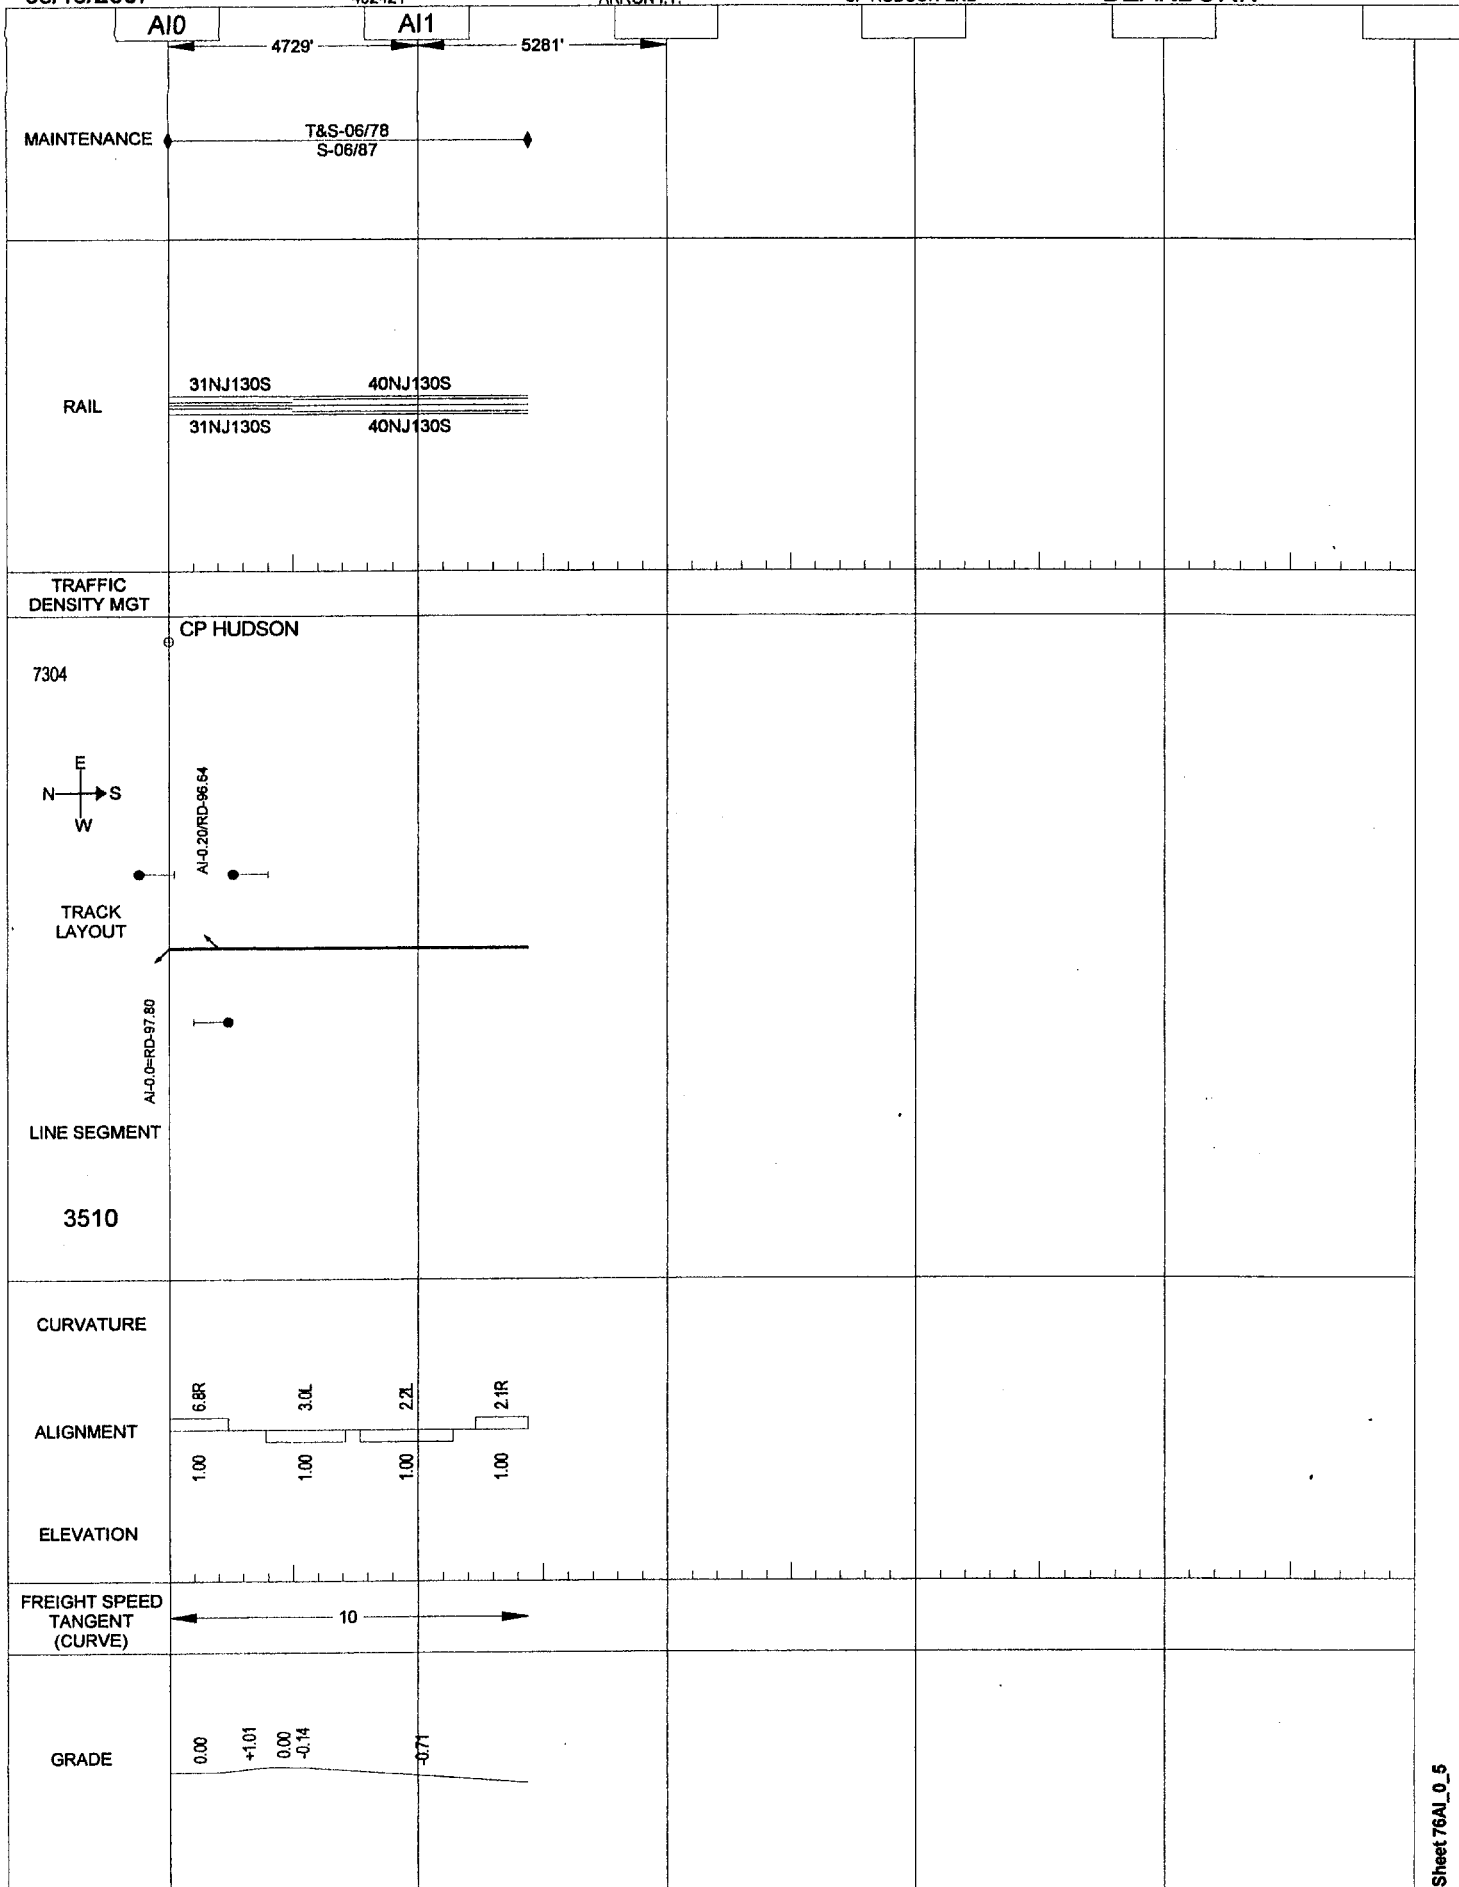 AI0
AI1
4729'
5281'
MAINTENANCE
T&S-06/78
S-06/87
RAIL
31NJ130S
40NJ130S
31NJ130S
40NJ130S
TRAFFIC
DENSITY MGT
CP HUDSON
7304
E
N
S
W
AI-0.20/RD-96.64
TRACK
LAYOUT
AI-0.0=RD-97.80
LINE SEGMENT
3510
CURVATURE
6.8R
3.0L
2.2L
2.1R
ALIGNMENT
1.00
1.00
1.00
1.00
ELEVATION
FREIGHT SPEED
TANGENT
(CURVE)
10
GRADE
0.00
+1.01
0.00
-0.14
-0.71
Sheet 76AI_0_5